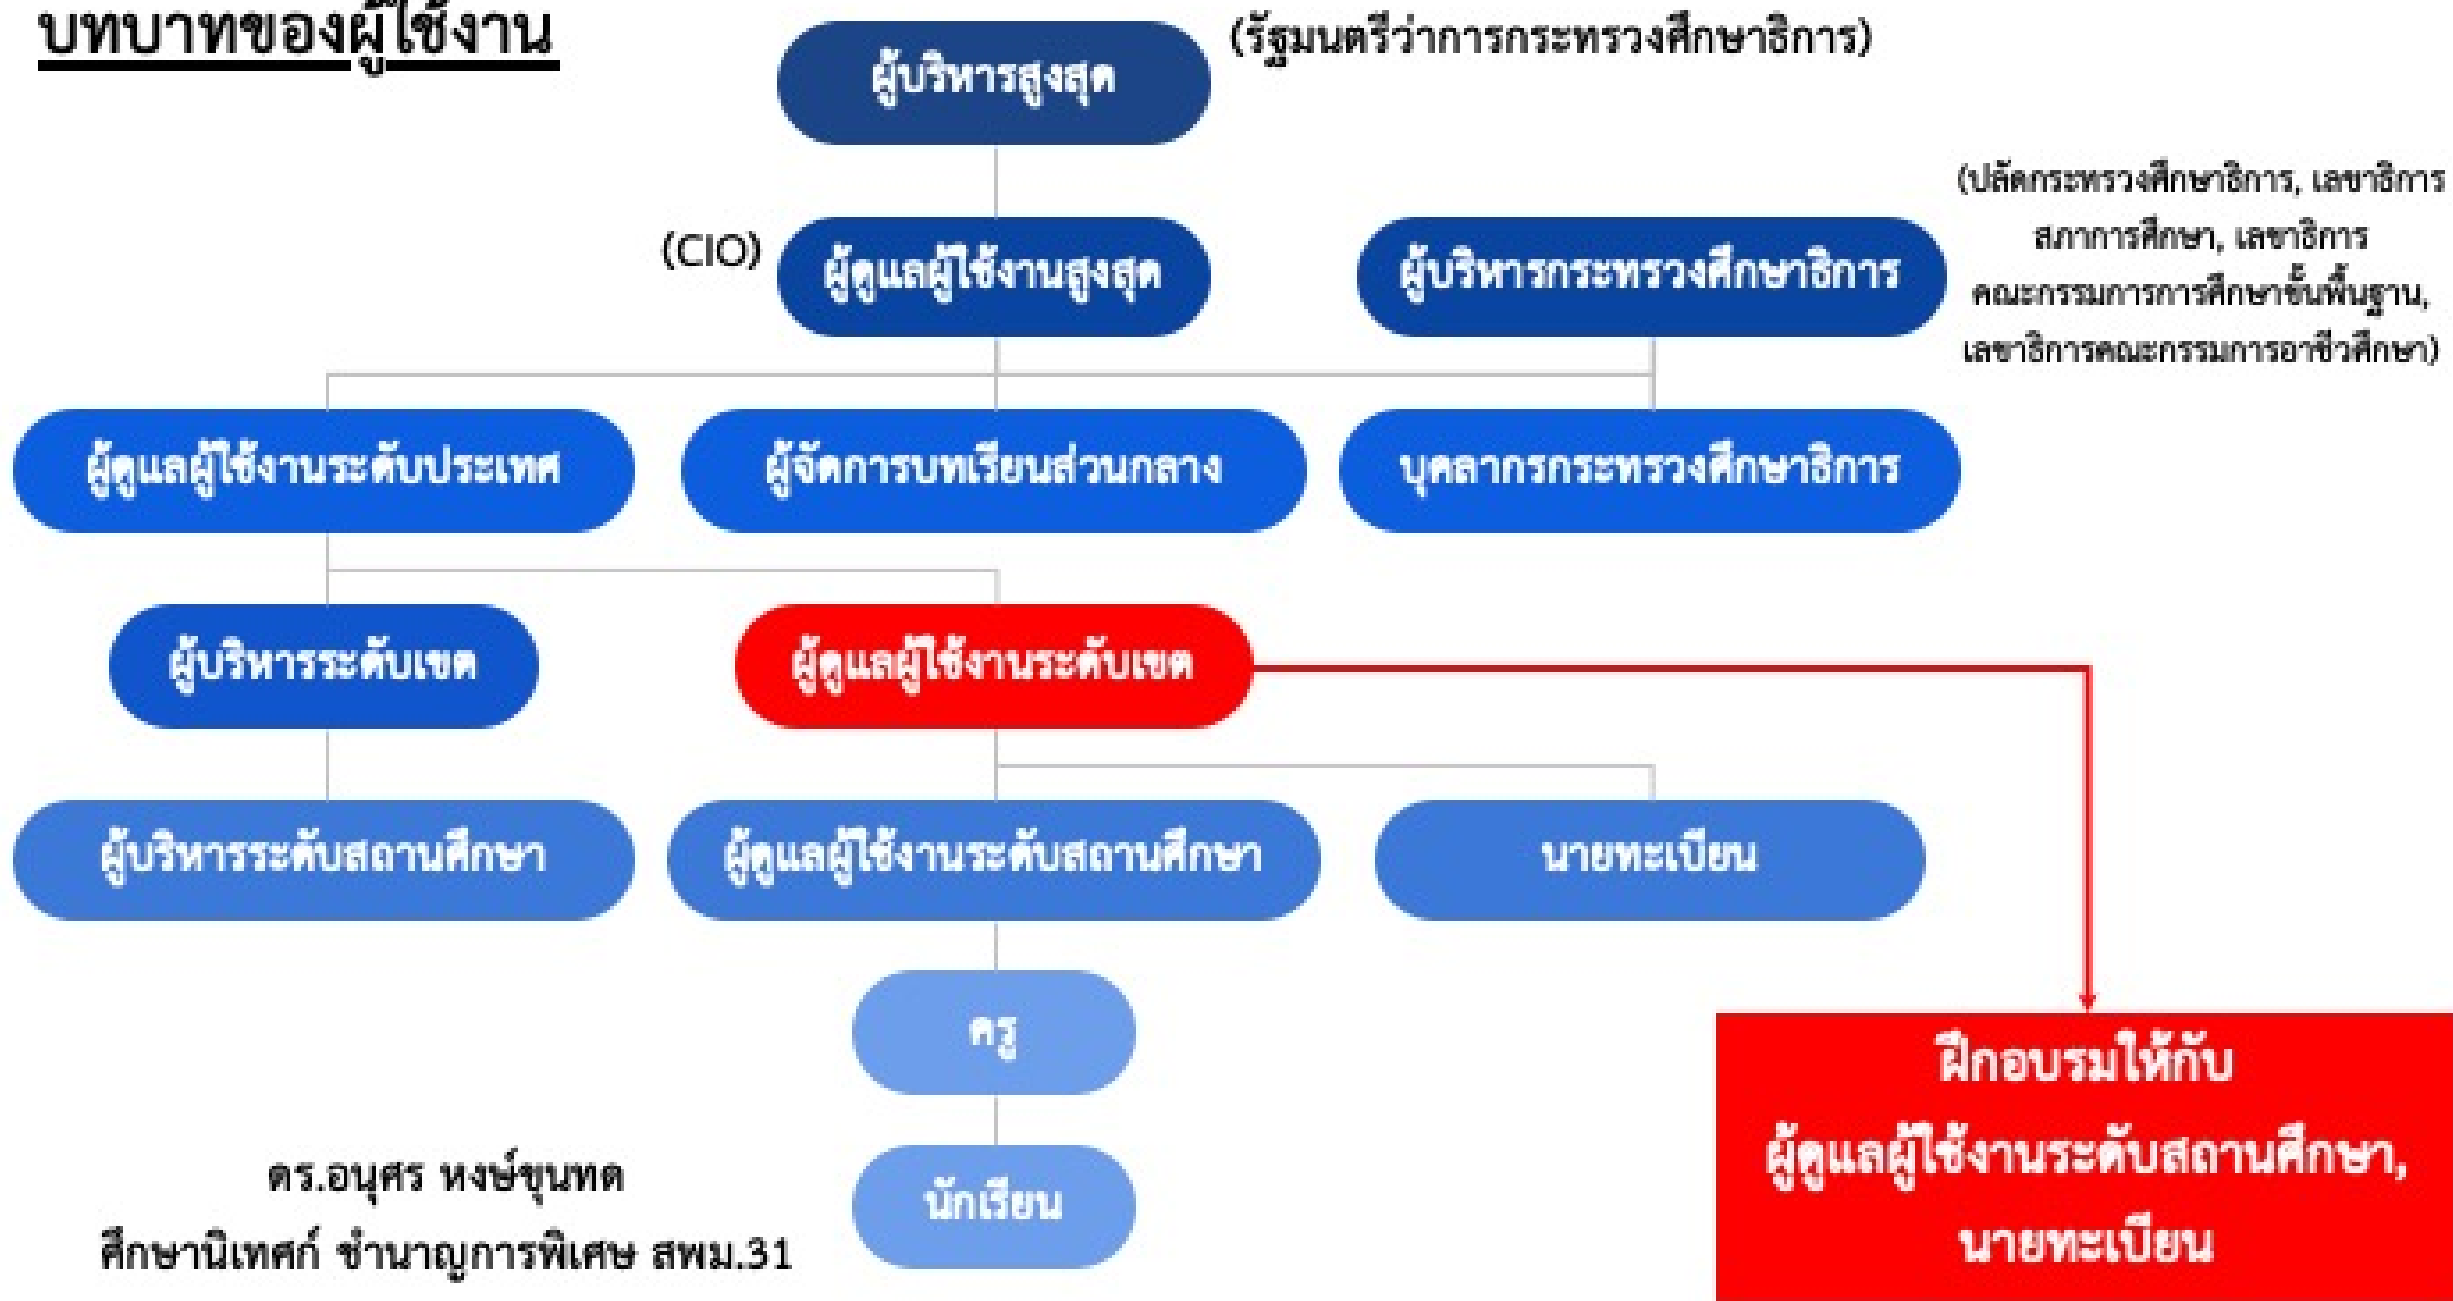 บทบาทของผู้ใช้งาน
ผู้บริหารสูงสุด
(รัฐมนตรีว่าการกระทรวงศึกษาธิการ)
(CIO)
ผู้ดูแลผู้ใช้งานสูงสุด
ผู้บริหารกระทรวงศึกษาธิการ
(ปลัดกระทรวงศึกษาธิการ, เลขาธิการ
สภาการศึกษา, เลขาธิการ
คณะกรรมการการศึกษาขั้นพื้นฐาน,
เลขาธิการคณะกรรมการอาชีวศึกษา)
ผู้ดูแลผู้ใช้งานระดับประเทศ
ผู้จัดการบทเรียนส่วนกลาง
บุคลากรกระทรวงศึกษาธิการ
ผู้บริหารระดับเขต
ผู้ดูแลผู้ใช้งานระดับเขต
ผู้บริหารระดับสถานศึกษา
ผู้ดูแลผู้ใช้งานระดับสถานศึกษา
นายทะเบียน
ครู
นักเรียน
ฝึกอบรมให้กับ
ผู้ดูแลผู้ใช้งานระดับสถานศึกษา,
นายทะเบียน
ดร.อนุศร หงษ์ขุนทด
ศึกษานิเทศก์ ชำนาญการพิเศษ สพม.31